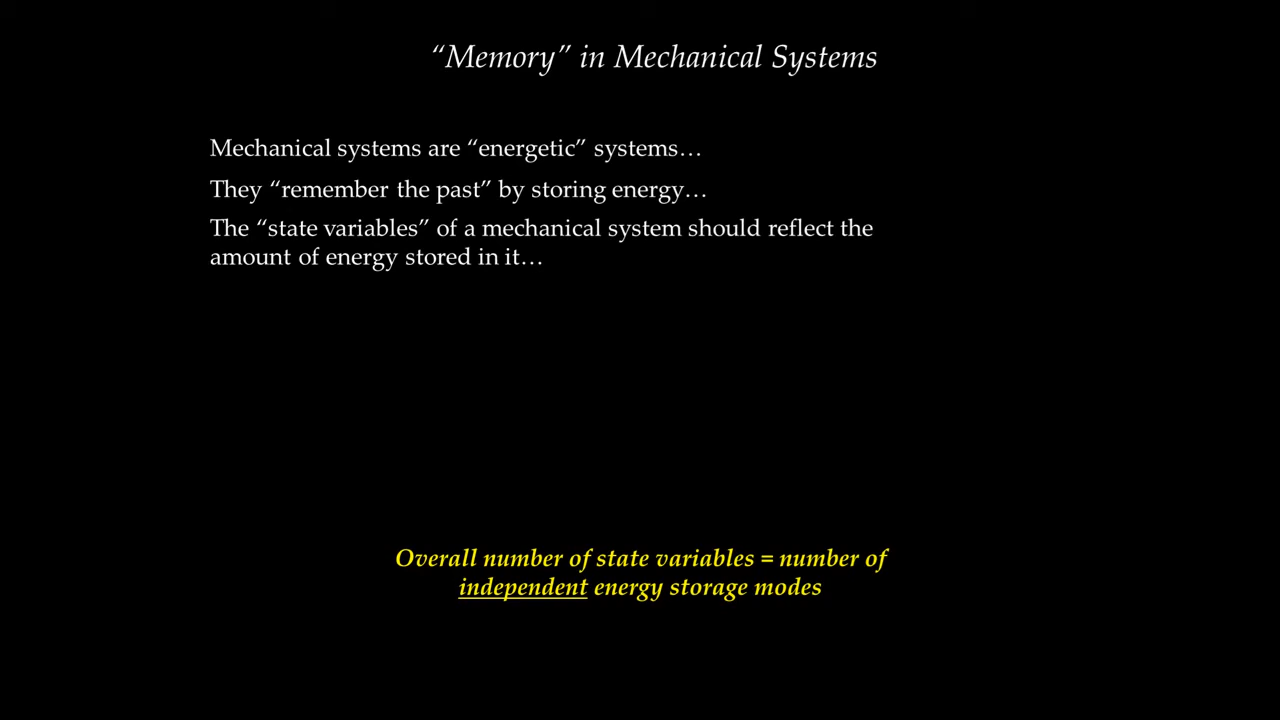 “Memory” in Mechanical Systems
Mechanical systems are “energetic” systems…
They “remember the past” by storing energy…
The “state variables” of a mechanical system should reflect the
amount of energy stored in it…
Overall number of state variables = number of
independent energy storage modes